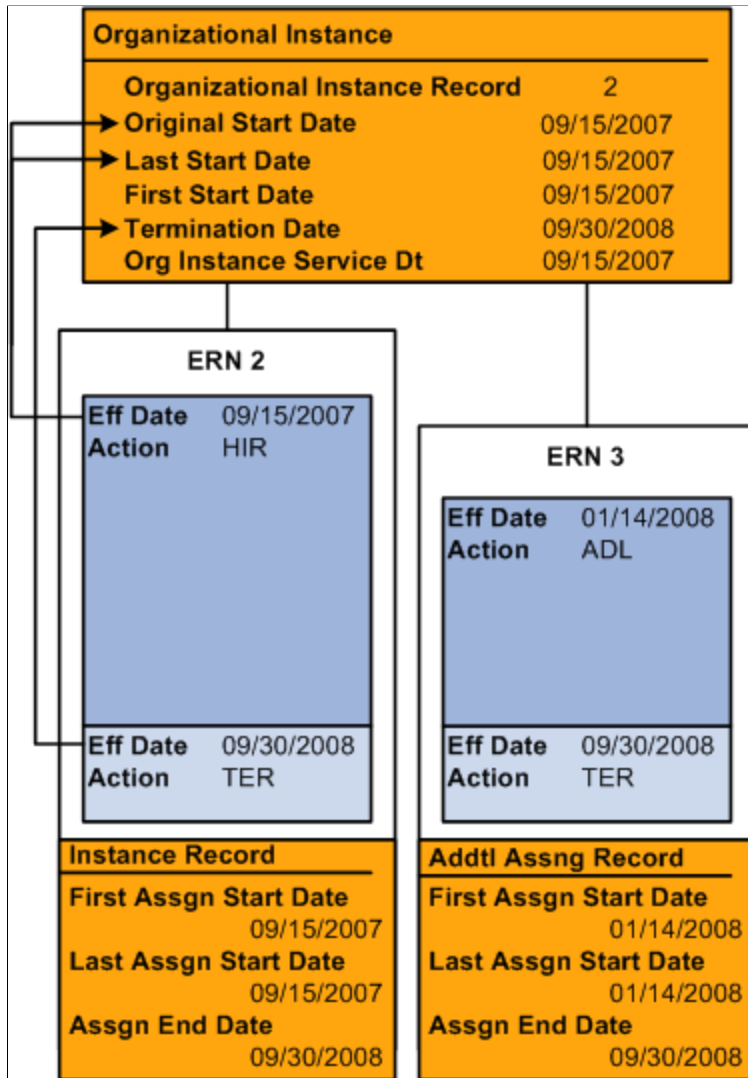 Organizational Instance
Organizational Instance Record 2
Original Start Date 09/15/2007
Last Start Date 09/15/2007
First Start Date 09/15/2007
Termination Date 09/30/2008
Org Instance Service Dt 09/15/2007
ERN 2
Eff Date 09/15/2007
Action HIR
Eff Date 09/30/2008
Action TER
Instance Record
First Assgn Start Date
09/15/2007
Last Assgn Start Date
09/15/2007
Assgn End Date
09/30/2008
ERN 3
Eff Date 01/14/2008
Action ADL
Eff Date 09/30/2008
Action TER
Addtl Assng Record
First Assgn Start Date
01/14/2008
Last Assgn Start Date
01/14/2008
Assgn End Date
09/30/2008